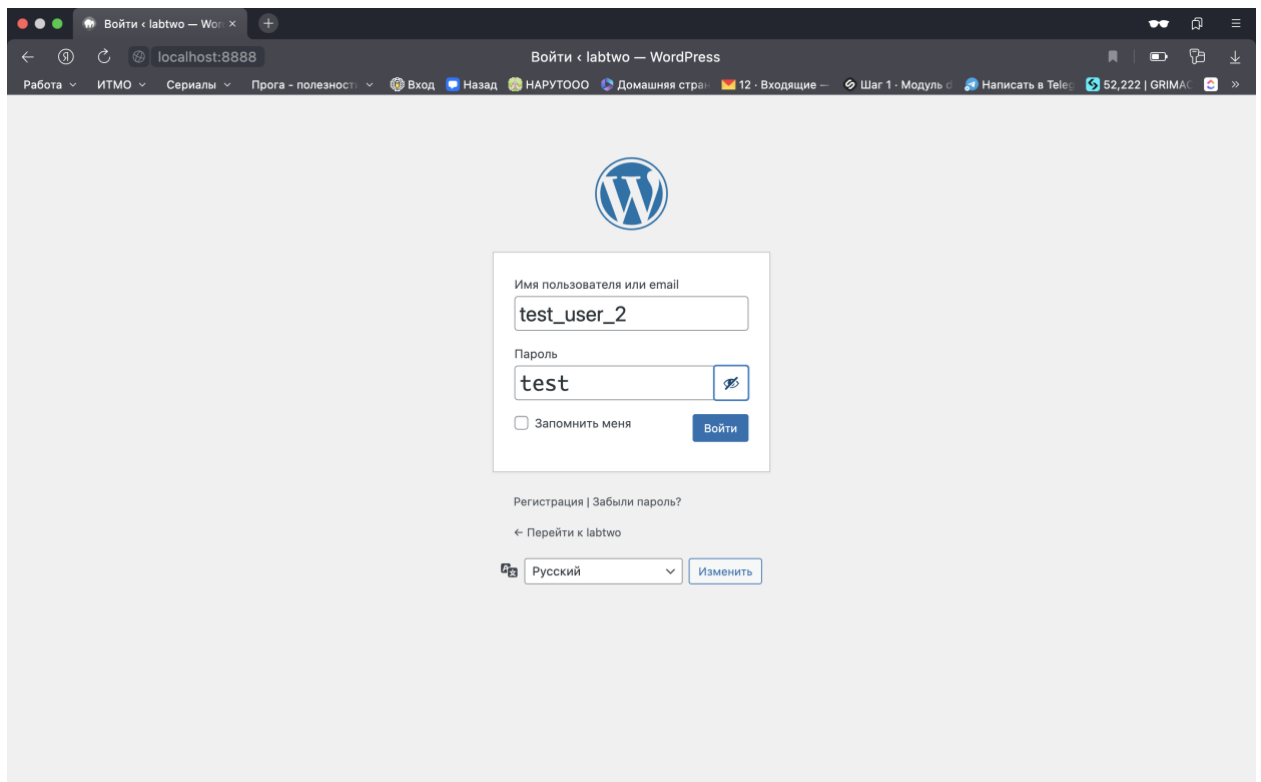 Войти ‹ labtwo — Wor
localhost:8888
Войти ‹ labtwo — WordPress
Работа ИТМО Сериалы Прога - полезност Вход Назад НАРУТООО Домашняя стран 12 · Входящие — Шаг 1 · Модуль d Написать в Teleg 52,222 | GRIMAC »
Имя пользователя или email
test_user_2
Пароль
test
Запомнить меня
Войти
Регистрация | Забыли пароль?
← Перейти к labtwo
Русский
Изменить